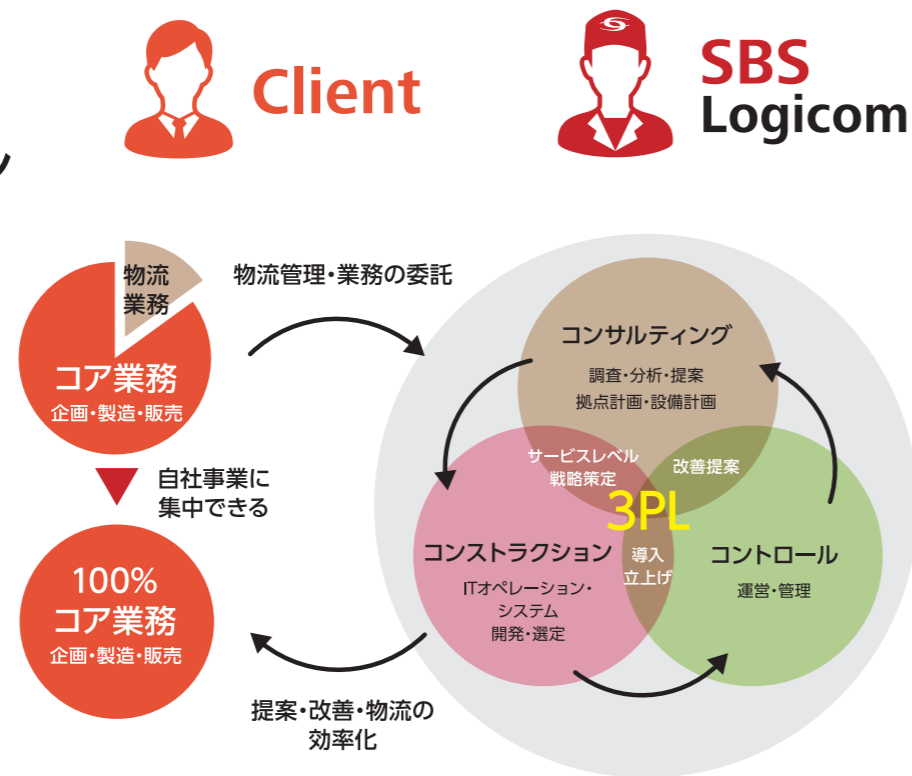 Client
SBS
Logicom
物流
業務
コア業務
企画・製造・販売
自社事業に
集中できる
100%
コア業務
企画・製造・販売
物流管理・業務の委託
コンサルティング
調査・分析・提案
拠点計画・設備計画
サービスレベル
戦略策定
改善提案
3PL
コンストラクション
ITオペレーション・
システム
開発・選定
導入
立上げ
コントロール
運営・管理
提案・改善・物流の
効率化